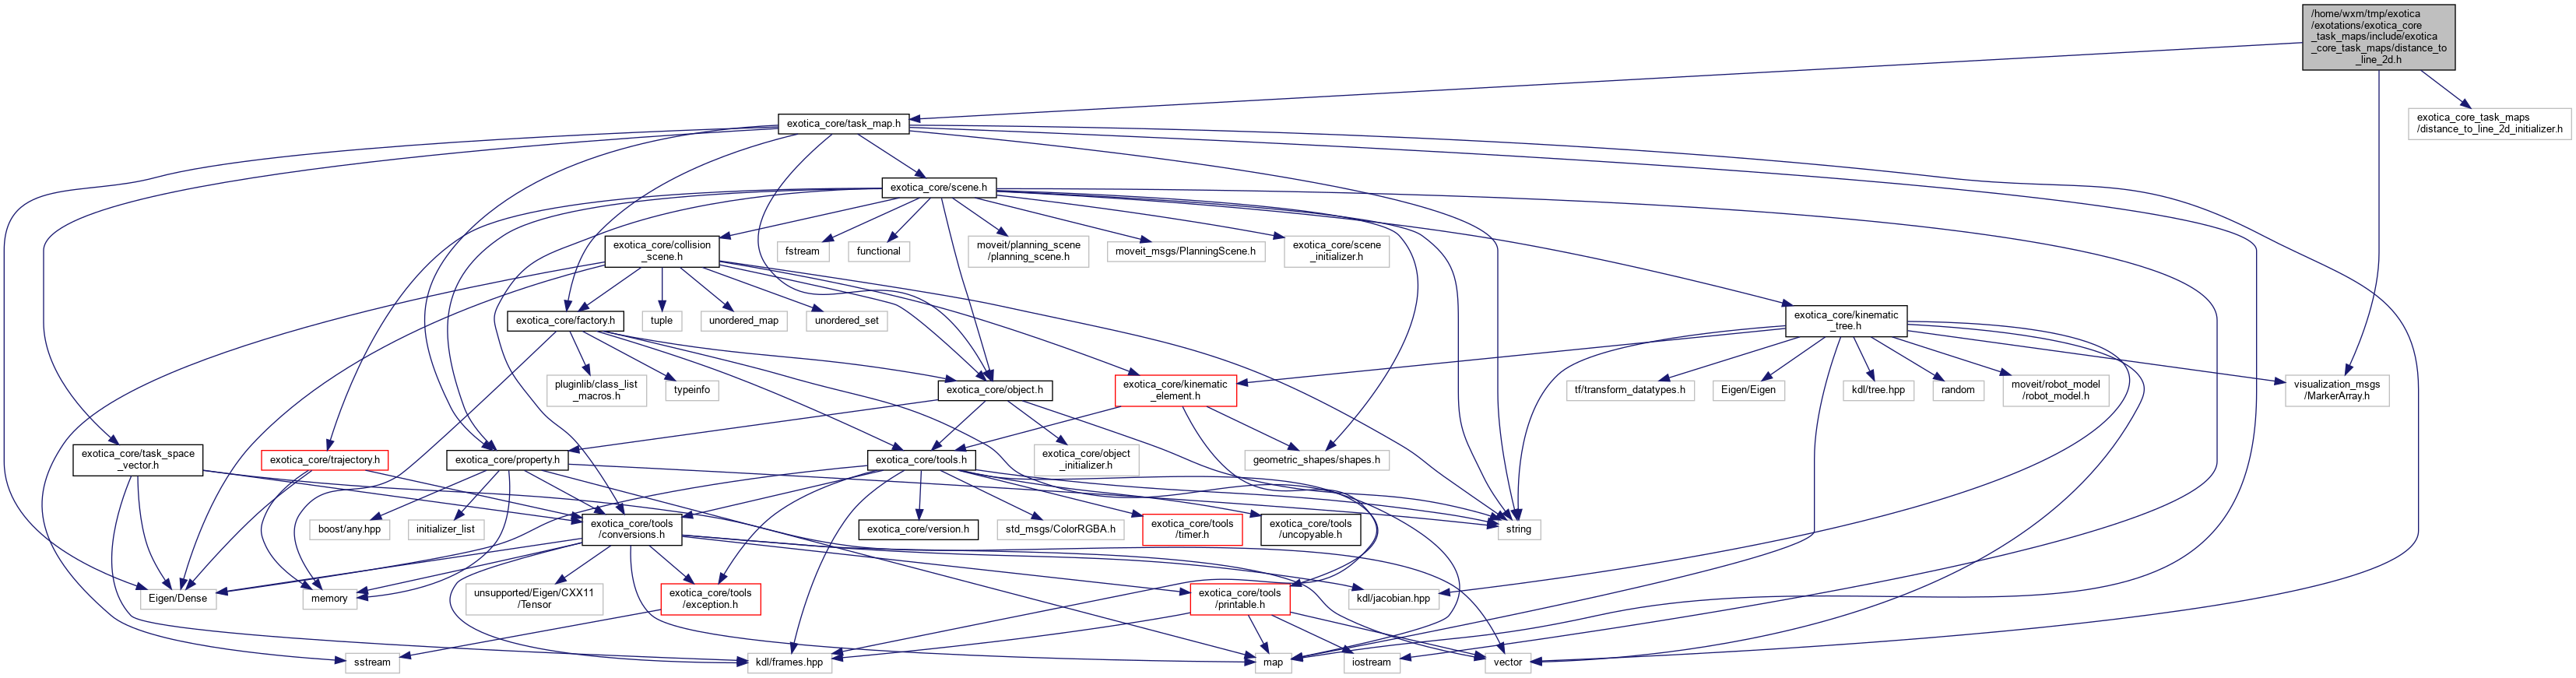 /home/wxm/tmp/exotica
/exotations/exotica_core
_task_maps/include/exotica
_core_task_maps/distance_to
_line_2d.h
exotica_core/task_map.h
exotica_core_task_maps
/distance_to_line_2d_initializer.h
exotica_core/scene.h
exotica_core/collision
_scene.h
fstream
functional
moveit/planning_scene
/planning_scene.h
moveit_msgs/PlanningScene.h
exotica_core/scene
_initializer.h
exotica_core/factory.h
tuple
unordered_map
unordered_set
exotica_core/kinematic
_tree.h
pluginlib/class_list
_macros.h
typeinfo
exotica_core/object.h
exotica_core/kinematic
_element.h
tf/transform_datatypes.h
Eigen/Eigen
kdl/tree.hpp
random
moveit/robot_model
/robot_model.h
visualization_msgs
/MarkerArray.h
exotica_core/task_space
_vector.h
exotica_core/trajectory.h
exotica_core/property.h
exotica_core/tools.h
exotica_core/object
_initializer.h
geometric_shapes/shapes.h
boost/any.hpp
initializer_list
exotica_core/tools
/conversions.h
exotica_core/version.h
std_msgs/ColorRGBA.h
exotica_core/tools
/timer.h
exotica_core/tools
/uncopyable.h
string
Eigen/Dense
memory
unsupported/Eigen/CXX11
/Tensor
exotica_core/tools
/exception.h
exotica_core/tools
/printable.h
kdl/jacobian.hpp
sstream
kdl/frames.hpp
map
iostream
vector